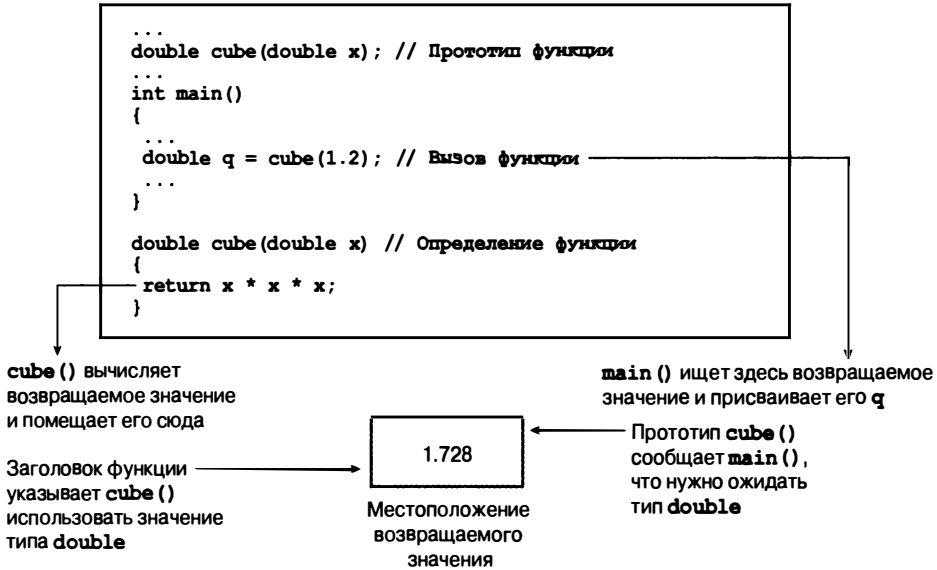 ...
double cube(double x); // Прототип функции
...
int main()
{
...
double q = cube(1.2); // Вызов функции
...
}
double cube(double x) // Определение функции
{
return x * x * x;
}
cube() вычисляет
возвращаемое значение
и помещает его сюда
main() ищет здесь возвращаемое
значение и присваивает его q
Заголовок функции
указывает cube()
использовать значение
типа double
1.728
Местоположение
возвращаемого
значения
Прототип cube()
сообщает main(),
что нужно ожидать
тип double